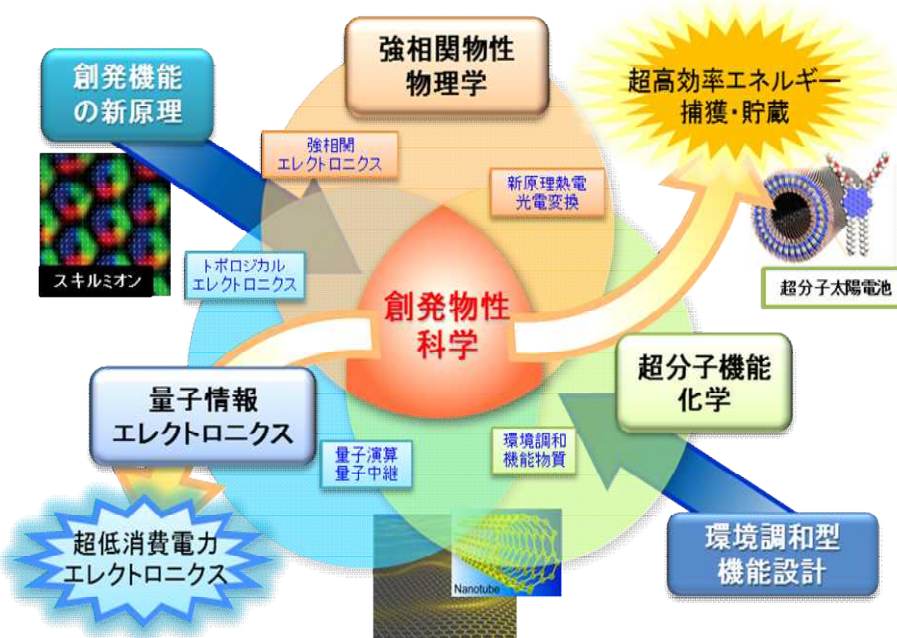 強相関物性
物理学
創発機能
の新原理
超高効率エネルギー
捕獲・貯蔵
強相関
エレクトロニクス
新原理熱電
光電変換
トポロジカル
エレクトロニクス
スキルミオン
超分子太陽電池
創発物性
科学
超分子機能
化学
量子情報
エレクトロニクス
量子演算
量子中継
環境調和
機能物質
超低消費電力
エレクトロニクス
環境調和型
機能設計
Nanotube